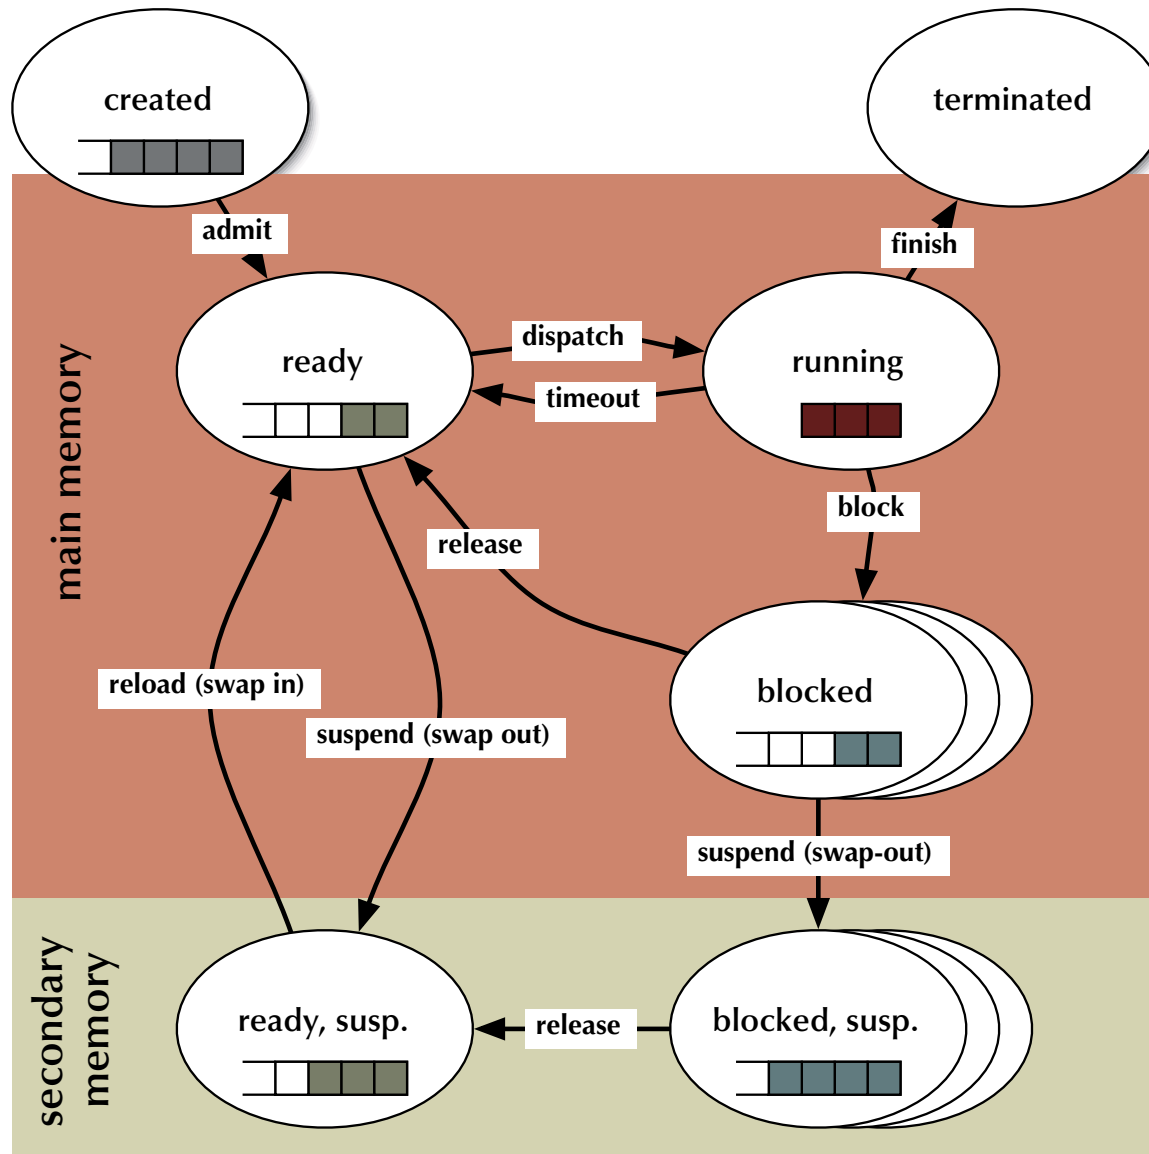 created
terminated
admit
finish
ready
dispatch
timeout
running
main memory
block
release
reload (swap in)
blocked
suspend (swap out)
suspend (swap-out)
secondary
memory
ready, susp.
release
blocked, susp.